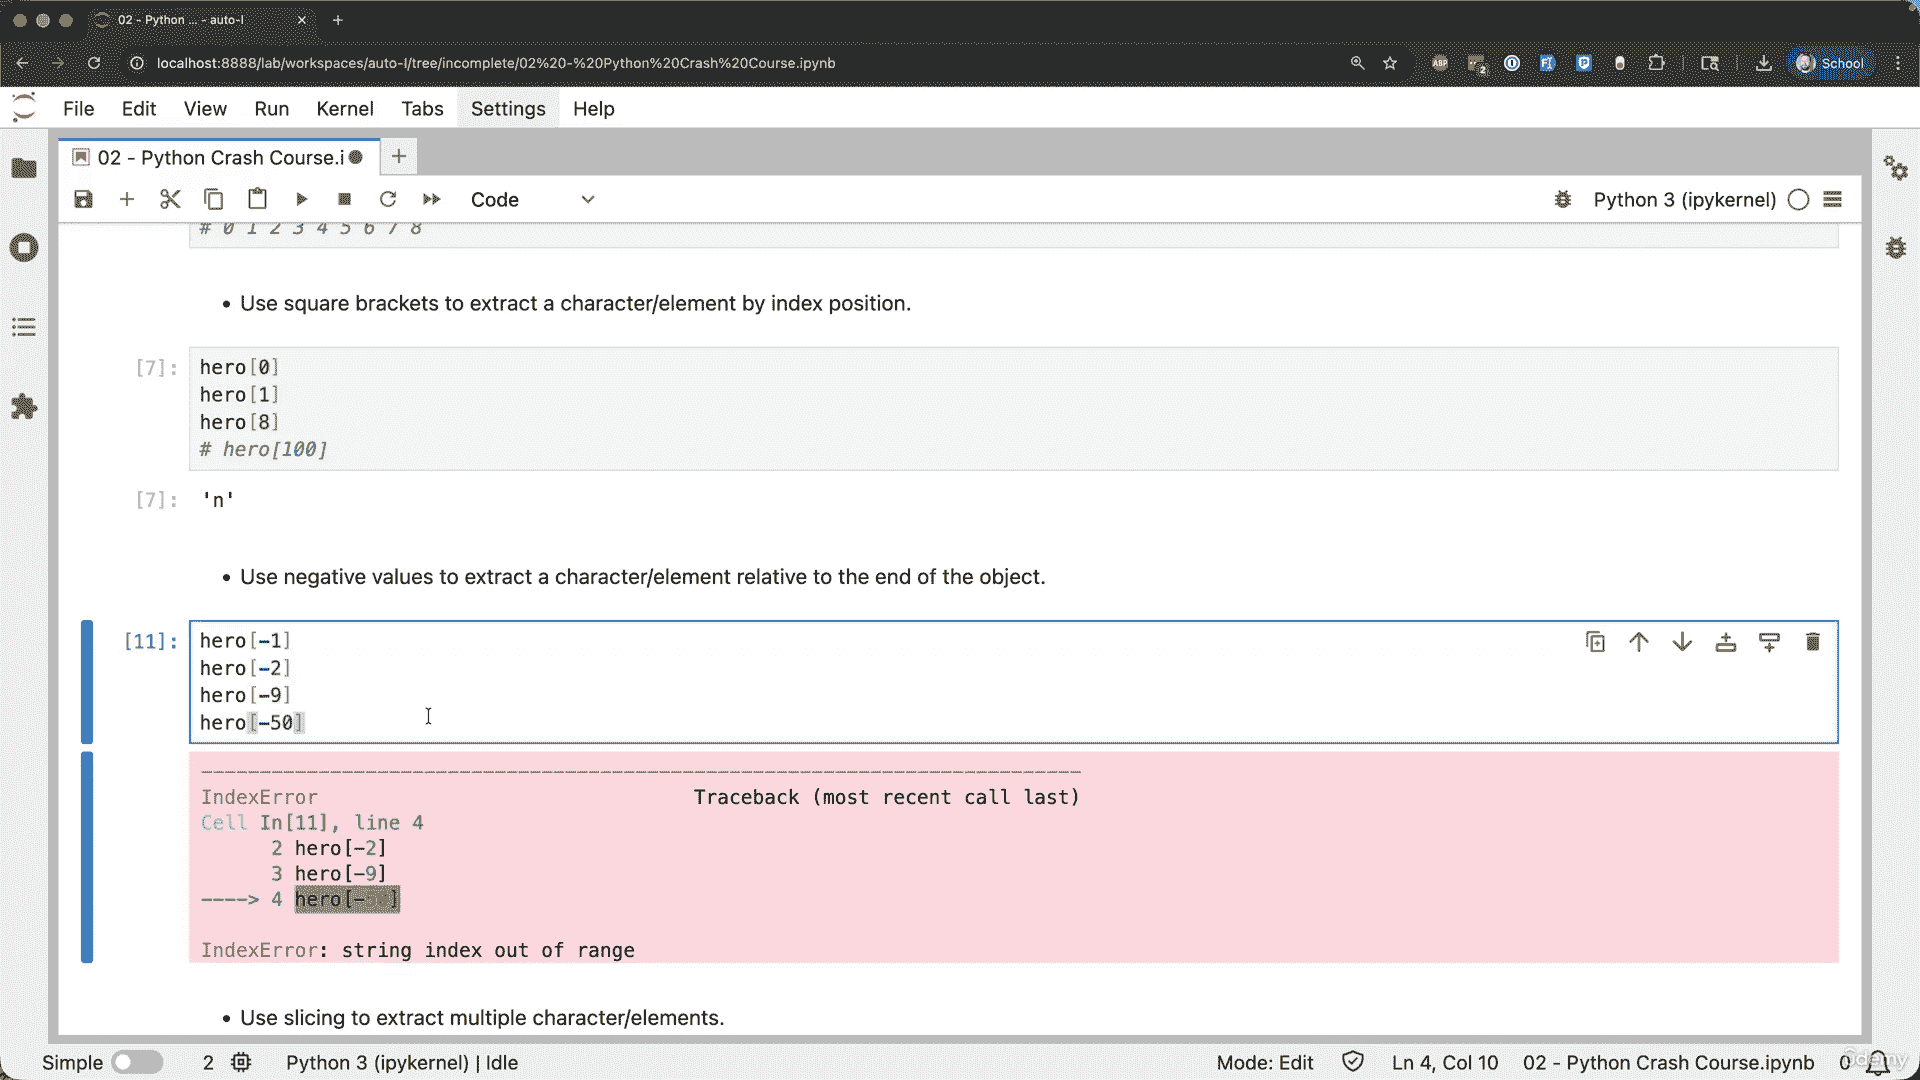 02 - Python ... - auto-l
localhost:8888/lab/workspaces/auto-l/tree/incomplete/02%20-%20Python%20Crash%20Course.ipynb
ABP
2
School
File Edit View Run Kernel Tabs Settings Help
02 - Python Crash Course.i
Code
Python 3 (ipykernel)
# 0 1 2 3 4 5 6 7 8
• Use square brackets to extract a character/element by index position.
[7]: hero[0]
hero[1]
hero[8]
# hero[100]
[7]: 'n'
• Use negative values to extract a character/element relative to the end of the object.
[11]: hero[-1]
hero[-2]
hero[-9]
hero[-50]
---------------------------------------------------------------------------
IndexError Traceback (most recent call last)
Cell In[11], line 4
2 hero[-2]
3 hero[-9]
----> 4 hero[-50]
IndexError: string index out of range
• Use slicing to extract multiple character/elements.
Simple 2 Python 3 (ipykernel) | Idle Mode: Edit Ln 4, Col 10 02 - Python Crash Course.ipynb 0
Udemy